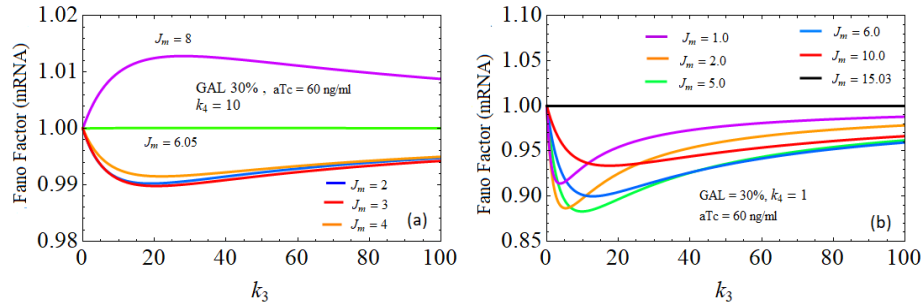 1.02
1.01
1.00
0.99
0.98
Fano Factor (mRNA)
J_m = 8
GAL 30% , aTc = 60 ng/ml
k_4 = 10
J_m = 6.05
J_m = 2
J_m = 3
J_m = 4
(a)
0 20 40 60 80 100
k_3
1.10
1.05
1.00
0.95
0.90
0.85
Fano Factor (mRNA)
J_m = 1.0
J_m = 2.0
J_m = 5.0
J_m = 6.0
J_m = 10.0
J_m = 15.03
GAL = 30%, k_4 = 1
aTc = 60 ng/ml
(b)
0 20 40 60 80 100
k_3